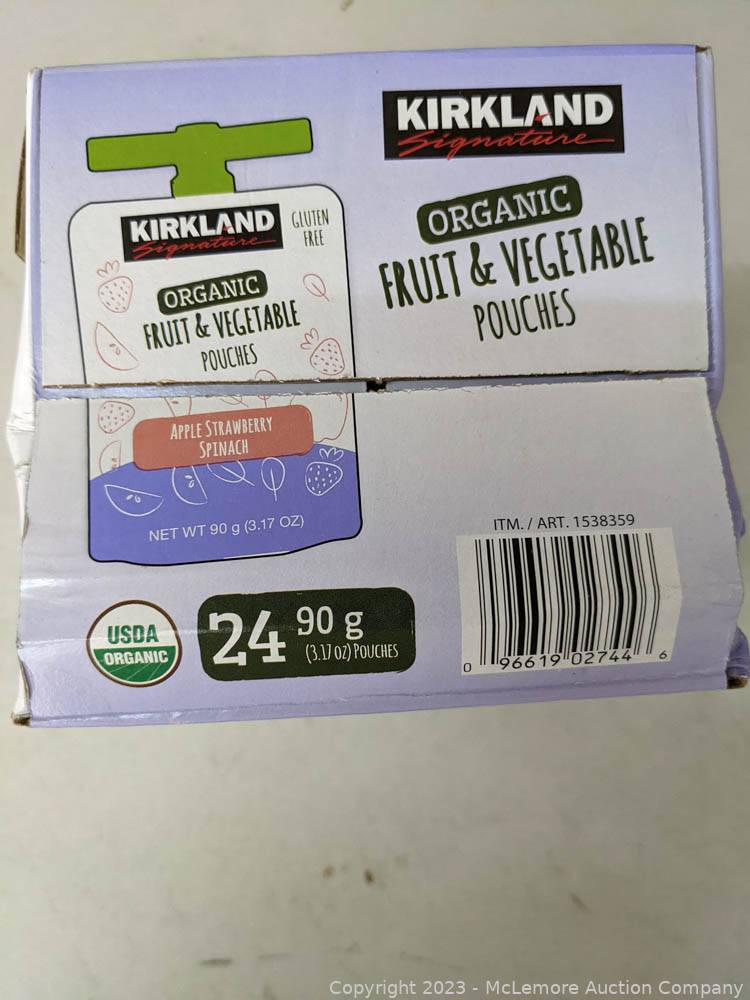 KIRKLAND
Signature
ORGANIC
FRUIT & VEGETABLE
POUCHES
KIRKLAND
Signature
GLUTEN
FREE
ORGANIC
FRUIT & VEGETABLE
POUCHES
APPLE STRAWBERRY
SPINACH
NET WT 90 g (3.17 OZ)
ITM. / ART. 1538359
0 96619 02744 6
USDA
ORGANIC
24 90 g
(3.17 OZ) POUCHES
Copyright 2023 - McLemore Auction Company